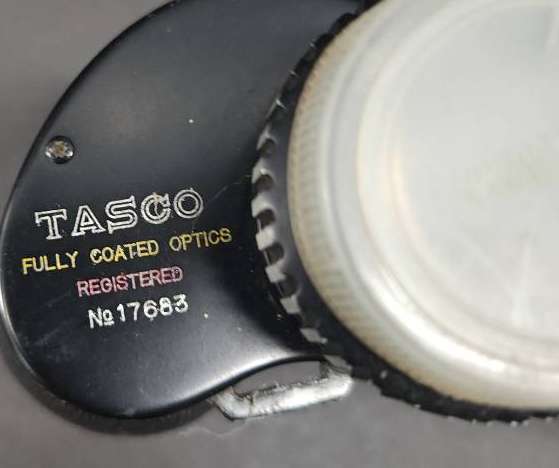 TASCO
FULLY COATED OPTICS
REGISTERED
№17683